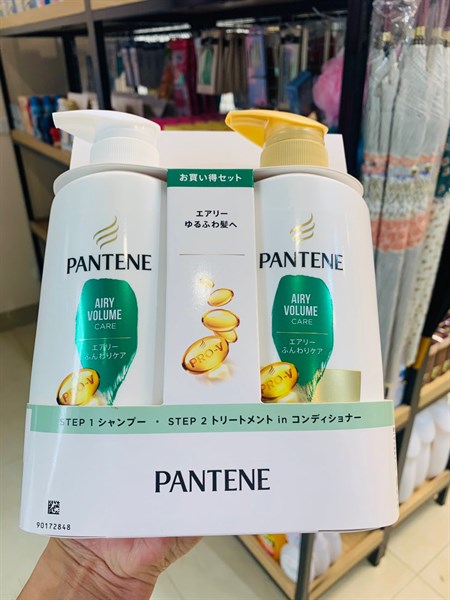 お買い得セット
エアリー
ゆるふわ髪へ
PRO-V
PANTENE
AIRY
VOLUME
CARE
エアリー
ふんわりケア
PRO-V
PANTENE
AIRY
VOLUME
CARE
エアリー
ふんわりケア
PRO-V
STEP 1 シャンプー ・ STEP 2 トリートメント in コンディショナー
PANTENE
90172848